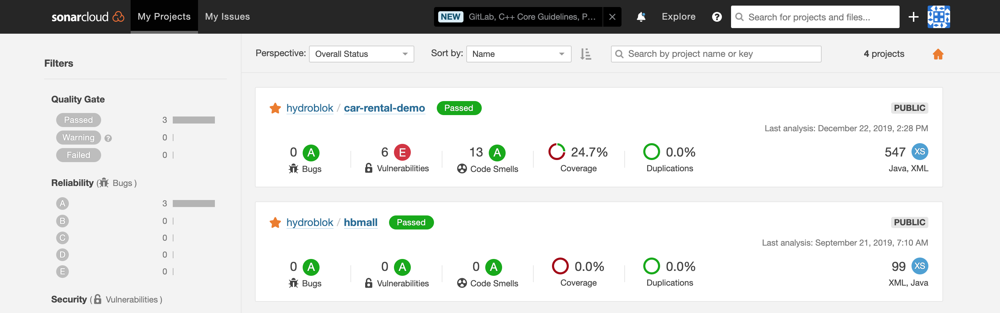 sonarcloud My Projects My Issues NEW GitLab, C++ Core Guidelines, P... Explore ? Search for projects and files...
Perspective: Overall Status Sort by: Name Search by project name or key 4 projects
Filters
Quality Gate
Passed 3
Warning ? 0
Failed 0
Reliability ( Bugs )
A 3
B 0
C 0
D 0
E 0
Security ( Vulnerabilities )
hydroblok / car-rental-demo Passed PUBLIC
Last analysis: December 22, 2019, 2:28 PM
0 A 6 E 13 A 24.7% 0.0% 547 XS
Bugs Vulnerabilities Code Smells Coverage Duplications Java, XML
hydroblok / hbmall Passed PUBLIC
Last analysis: September 21, 2019, 7:10 AM
0 A 0 A 0 A 0.0% 0.0% 99 XS
Bugs Vulnerabilities Code Smells Coverage Duplications XML, Java